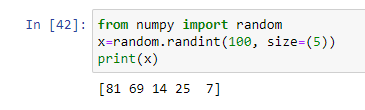 In [42]: from numpy import random
x=random.randint(100, size=(5))
print(x)
[81 69 14 25  7]